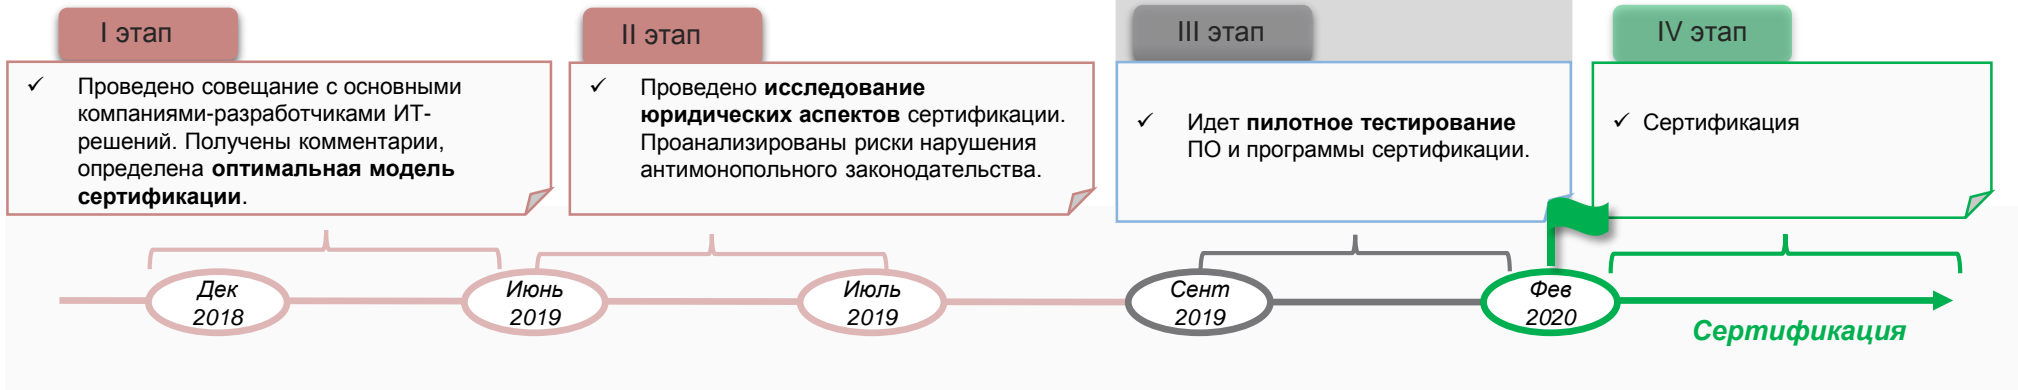 I этап
✓ Проведено совещание с основными
компаниями-разработчиками ИТ-
решений. Получены комментарии,
определена оптимальная модель
сертификации.
II этап
✓ Проведено исследование
юридических аспектов сертификации.
Проанализированы риски нарушения
антимонопольного законодательства.
III этап
✓ Идет пилотное тестирование
ПО и программы сертификации.
IV этап
✓ Сертификация
Дек
2018
Июнь
2019
Июль
2019
Сент
2019
Фев
2020
Сертификация